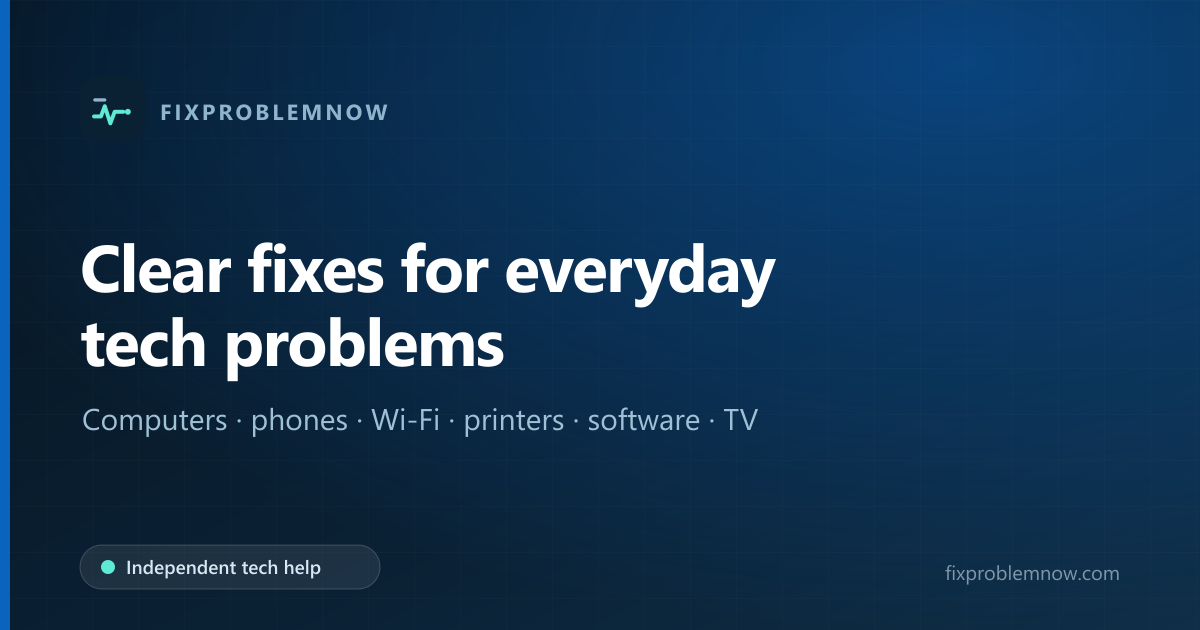 FIXPROBLEMNOW
Clear fixes for everyday
tech problems
Computers · phones · Wi-Fi · printers · software · TV
Independent tech help
fixproblemnow.com